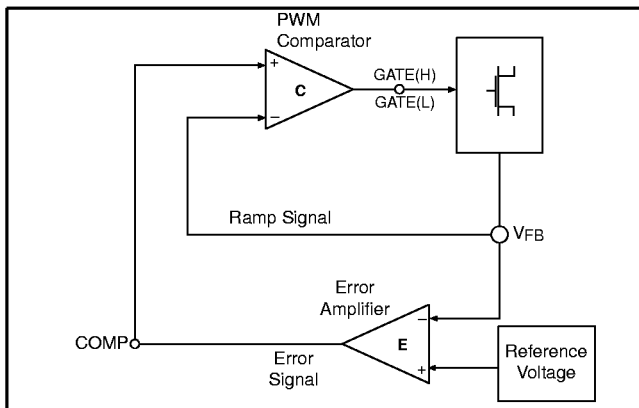 PWM
Comparator
+
C
−
GATE(H)
GATE(L)
Ramp Signal
VFB
Error
Amplifier
−
E
+
COMP
Error
Signal
Reference
Voltage